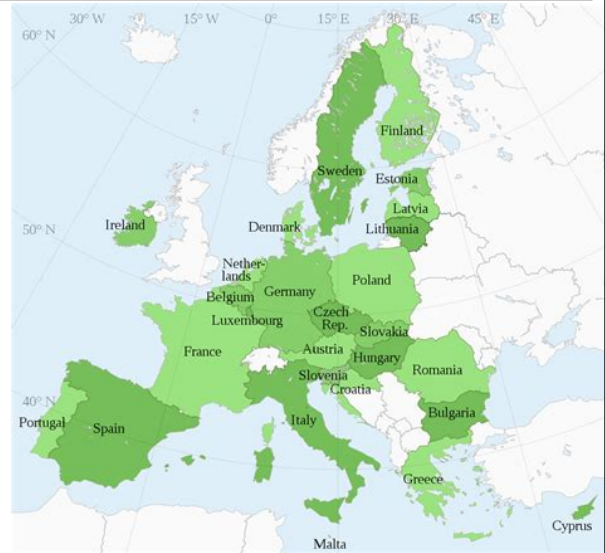 30° W
15° W
0°
15° E
30° E
45° E
60° N
Finland
Sweden
Estonia
Latvia
Lithuania
Ireland
Denmark
50° N
Nether-
lands
Belgium
Germany
Poland
Luxembourg
Czech
Rep.
Slovakia
France
Austria
Hungary
Slovenia
Romania
Croatia
40° N
Portugal
Spain
Italy
Bulgaria
Greece
Cyprus
Malta